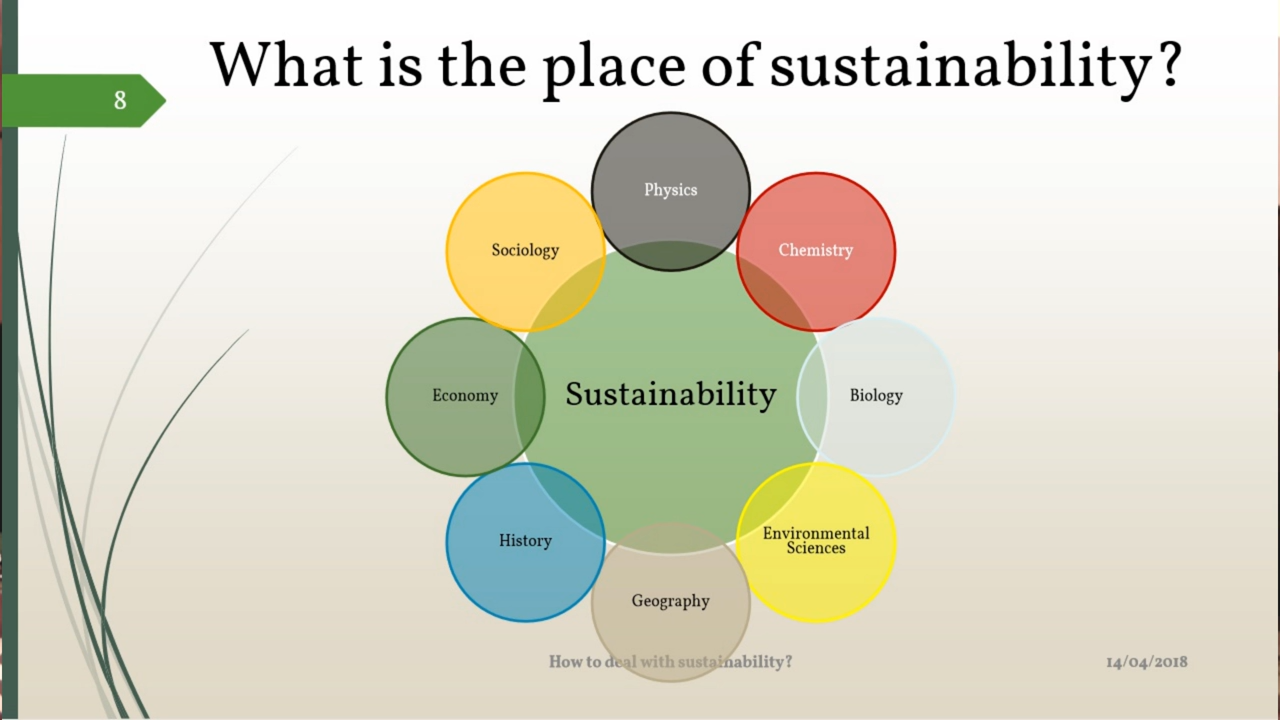 What is the place of sustainability?
8
Physics
Sociology
Chemistry
Economy
Sustainability
Biology
History
Environmental
Sciences
Geography
How to deal with sustainability?
14/04/2018